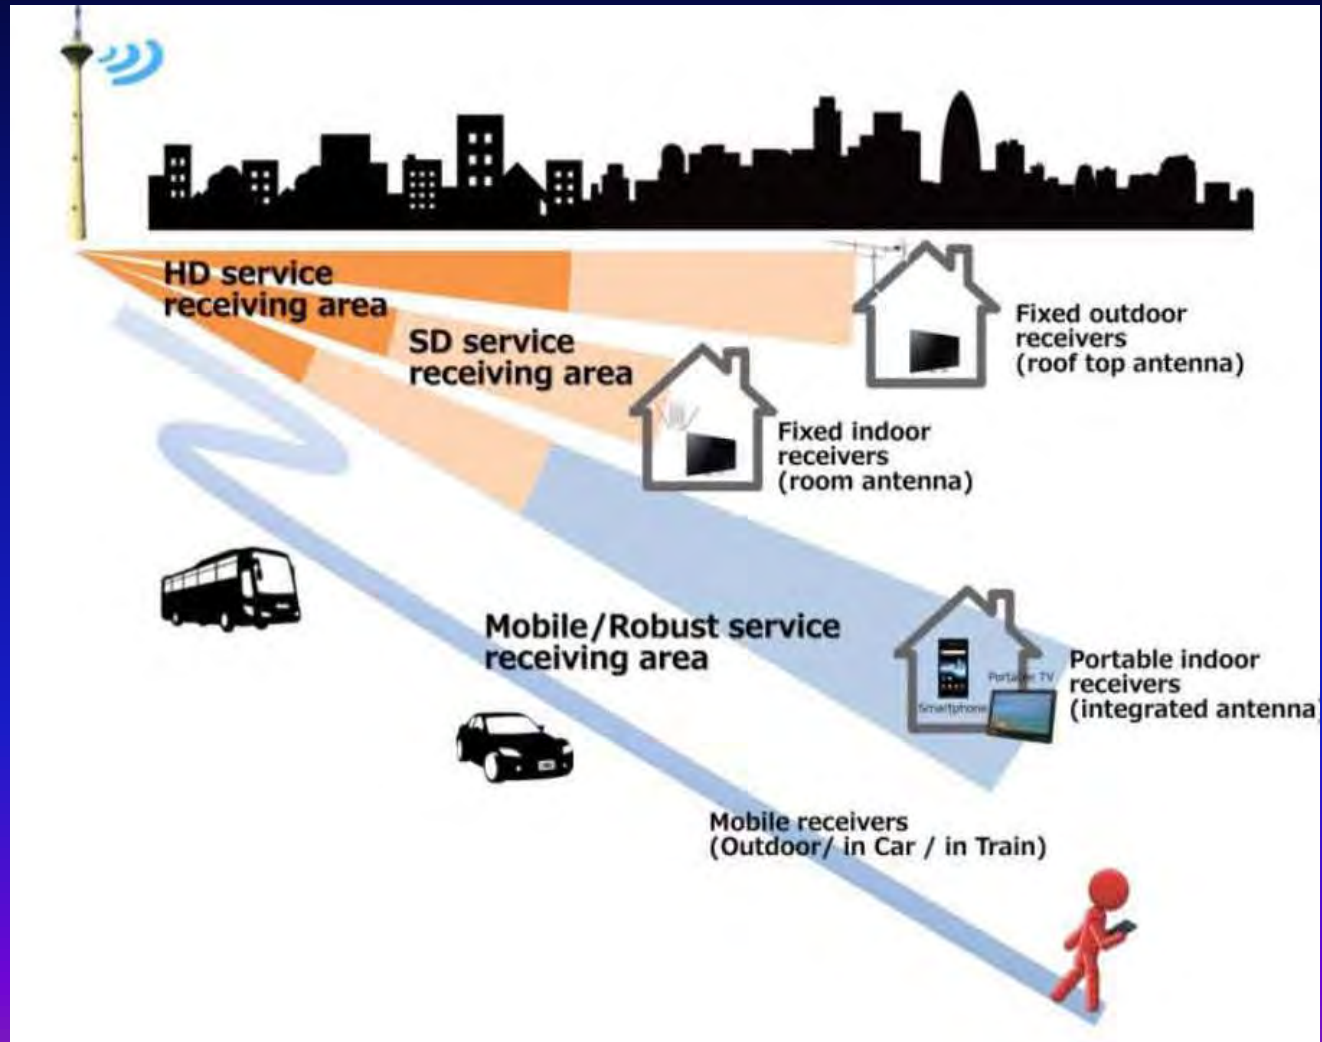 HD service
receiving area
SD service
receiving area
Fixed outdoor
receivers
(roof top antenna)
Fixed indoor
receivers
(room antenna)
Mobile/Robust service
receiving area
Portable TV
Smartphone
Portable indoor
receivers
(integrated antenna)
Mobile receivers
(Outdoor/ in Car / in Train)